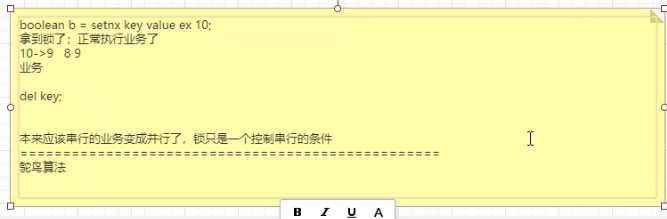 boolean b = setnx key value ex 10;
拿到锁了；正常执行业务了
10->9 8 9
业务
del key;
本来应该串行的业务变成并行了，锁只是一个控制串行的条件
==================================================
鸵鸟算法
B I U A